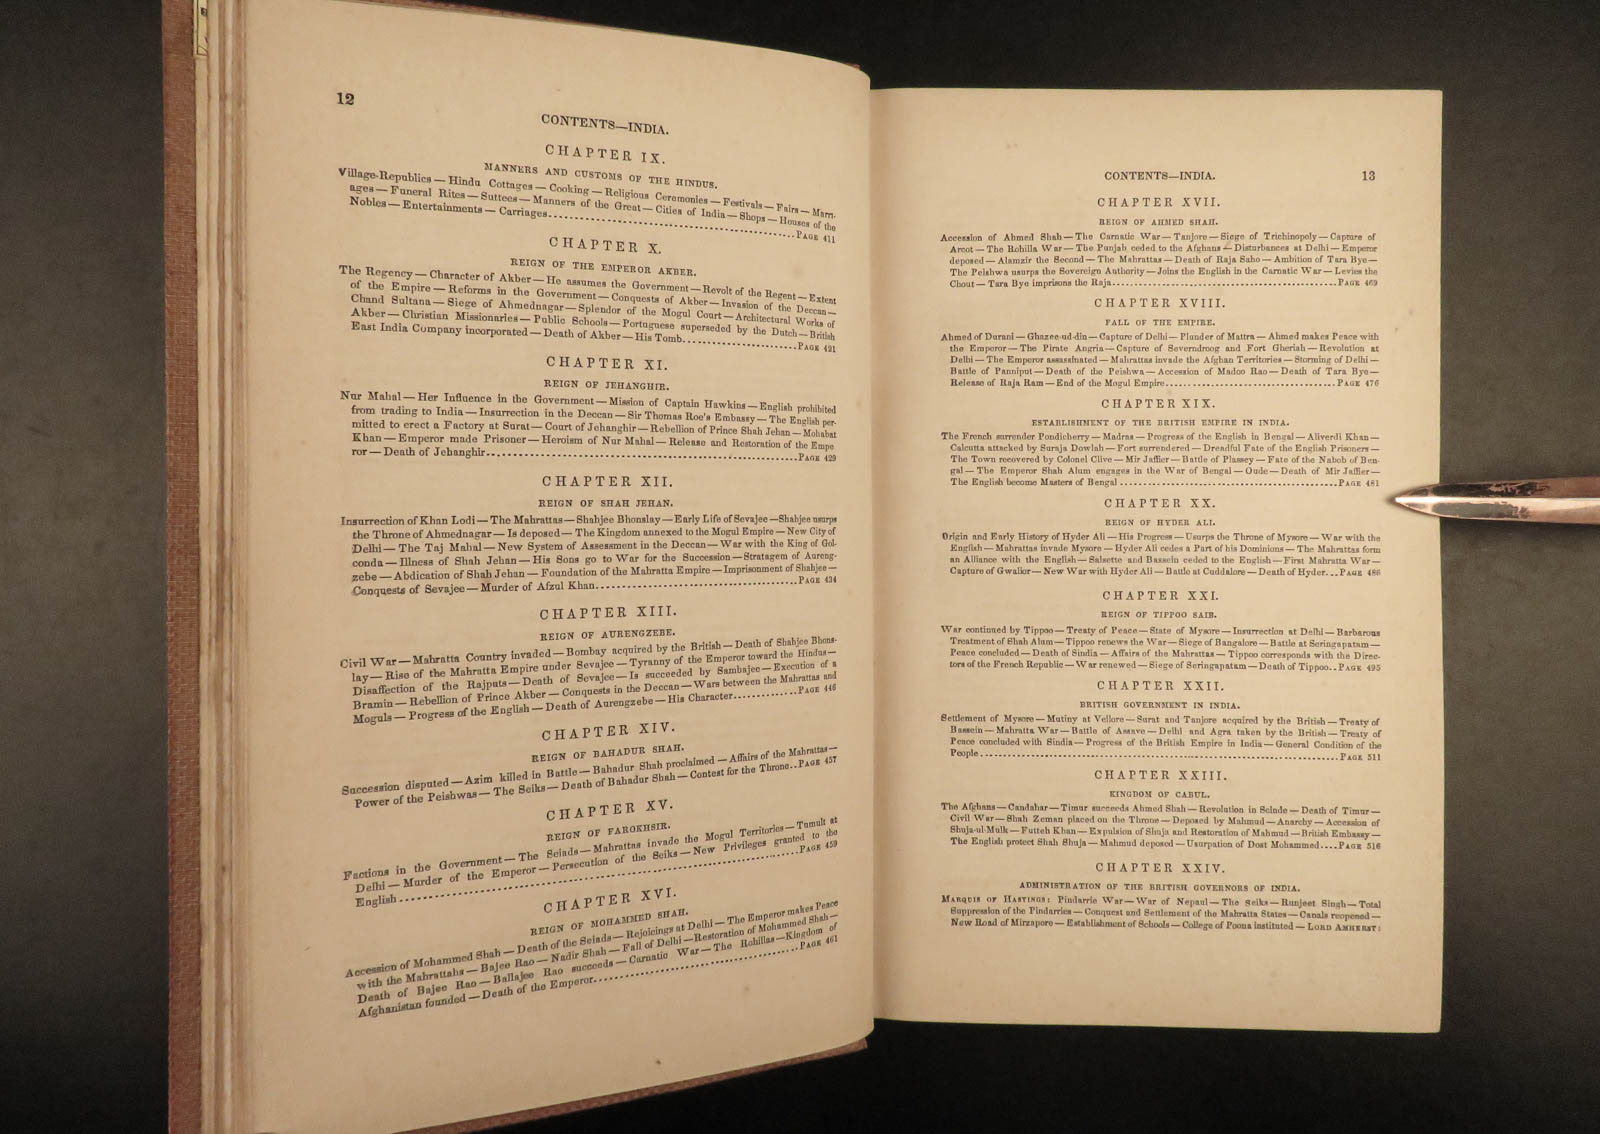 12
CONTENTS—INDIA.
CHAPTER IX.
MANNERS AND CUSTOMS OF THE HINDUS.
Village-Republics — Hindu Cottages — Cooking — Religious Ceremonies — Festivals — Fairs — Marri-
ages — Funeral Rites — Suttees — Manners of the Great — Cities of India — Shops — Houses of the
Nobles — Entertainments — Carriages..........PAGE 411
CHAPTER X.
REIGN OF THE EMPEROR AKBER.
The Regency — Character of Akber — He assumes the Government — Revolt of the Regent — Extent
of the Empire — Reforms in the Government — Conquests of Akber — Invasion of the Deccan —
Chand Sultana — Siege of Ahmednagar — Splendor of the Mogul Court — Architectural Works of
Akber — Christian Missionaries — Public Schools — Portuguese superseded by the Dutch — British
East India Company incorporated — Death of Akber — His Tomb..........PAGE 421
CHAPTER XI.
REIGN OF JEHANGHIR.
Nur Mahal — Her Influence in the Government — Mission of Captain Hawkins — English prohibited
from trading to India — Insurrection in the Deccan — Sir Thomas Roe's Embassy — The English per-
mitted to erect a Factory at Surat — Court of Jehanghir — Rebellion of Prince Shah Jehan — Mohabat
Khan — Emperor made Prisoner — Heroism of Nur Mahal — Release and Restoration of the Empe-
ror — Death of Jehanghir..........PAGE 429
CHAPTER XII.
REIGN OF SHAH JEHAN.
Insurrection of Khan Lodi — The Mahrattas — Shahjee Bhonslay — Early Life of Sevajee — Shahjee usurps
the Throne of Ahmednagar — Is deposed — The Kingdom annexed to the Mogul Empire — New City of
Delhi — The Taj Mahal — New System of Assessment in the Deccan — War with the King of Gol-
conda — Illness of Shah Jehan — His Sons go to War for the Succession — Stratagem of Aureng-
zebe — Abdication of Shah Jehan — Foundation of the Mahratta Empire — Imprisonment of Shahjee —
Conquests of Sevajee — Murder of Afzul Khan..........PAGE 434
CHAPTER XIII.
REIGN OF AURENGZEBE.
Civil War — Mahratta Country invaded — Bombay acquired by the British — Death of Shahjee Bhons-
lay — Rise of the Mahratta Empire under Sevajee — Tyranny of the Emperor toward the Hindus —
Disaffection of the Rajputs — Death of Sevajee — Is succeeded by Sambajee — Execution of a
Bramin — Rebellion of Prince Akber — Conquests in the Deccan — Wars between the Mahrattas and
Moguls — Progress of the English — Death of Aurengzebe — His Character..........PAGE 446
CHAPTER XIV.
REIGN OF BAHADUR SHAH.
Succession disputed — Azim killed in Battle — Bahadur Shah proclaimed — Affairs of the Mahrattas —
Power of the Peishwas — The Seiks — Death of Bahadur Shah — Contest for the Throne..PAGE 457
CHAPTER XV.
REIGN OF FAROKHSIR.
Factions in the Government — The Seiads — Mahrattas invade the Mogul Territories — Tumult at
Delhi — Murder of the Emperor — Persecution of the Seiks — New Privileges granted to the
English..........PAGE 459
CHAPTER XVI.
REIGN OF MOHAMMED SHAH.
Accession of Mohammed Shah — Death of the Seiads — Rejoicings at Delhi — The Emperor makes Peace
with the Mahrattahs — Bajee Rao — Nadir Shah — Fall of Delhi — Restoration of Mohammed Shah —
Death of Bajee Rao — Ballajee Rao succeeds — Carnatic War — The Rohillas — Kingdom of
Afghanistan founded — Death of the Emperor..........PAGE 461
CONTENTS—INDIA. 13
CHAPTER XVII.
REIGN OF AHMED SHAH.
Accession of Ahmed Shah — The Carnatic War — Tanjore — Siege of Trichinopoly — Capture of
Arcot — The Rohilla War — The Punjab ceded to the Afghans — Disturbances at Delhi — Emperor
deposed — Alamzir the Second — The Mahrattas — Death of Raja Saho — Ambition of Tara Bye —
The Peishwa usurps the Sovereign Authority — Joins the English in the Carnatic War — Levies the
Chout — Tara Bye imprisons the Raja..........PAGE 469
CHAPTER XVIII.
FALL OF THE EMPIRE.
Ahmed of Durani — Ghazee-ud-din — Capture of Delhi — Plunder of Mattra — Ahmed makes Peace with
the Emperor — The Pirate Angria — Capture of Severndroog and Fort Gheriah — Revolution at
Delhi — The Emperor assassinated — Mahrattas invade the Afghan Territories — Storming of Delhi —
Battle of Panniput — Death of the Peishwa — Accession of Madoo Rao — Death of Tara Bye —
Release of Raja Ram — End of the Mogul Empire..........PAGE 476
CHAPTER XIX.
ESTABLISHMENT OF THE BRITISH EMPIRE IN INDIA.
The French surrender Pondicherry — Madras — Progress of the English in Bengal — Aliverdi Khan —
Calcutta attacked by Suraja Dowlah — Fort surrendered — Dreadful Fate of the English Prisoners —
The Town recovered by Colonel Clive — Mir Jaffier — Battle of Plassey — Fate of the Nabob of Ben-
gal — The Emperor Shah Alum engages in the War of Bengal — Oude — Death of Mir Jaffier —
The English become Masters of Bengal..........PAGE 481
CHAPTER XX.
REIGN OF HYDER ALI.
Origin and Early History of Hyder Ali — His Progress — Usurps the Throne of Mysore — War with the
English — Mahrattas invade Mysore — Hyder Ali cedes a Part of his Dominions — The Mahrattas form
an Alliance with the English — Salsette and Bassein ceded to the English — First Mahratta War —
Capture of Gwalior — New War with Hyder Ali — Battle at Cuddalore — Death of Hyder...PAGE 486
CHAPTER XXI.
REIGN OF TIPPOO SAIB.
War continued by Tippoo — Treaty of Peace — State of Mysore — Insurrection at Delhi — Barbarous
Treatment of Shah Alum — Tippoo renews the War — Siege of Bangalore — Battle at Seringapatam —
Peace concluded — Death of Sindia — Affairs of the Mahrattas — Tippoo corresponds with the Direc-
tors of the French Republic — War renewed — Siege of Seringapatam — Death of Tippoo..PAGE 495
CHAPTER XXII.
BRITISH GOVERNMENT IN INDIA.
Settlement of Mysore — Mutiny at Vellore — Surat and Tanjore acquired by the British — Treaty of
Bassein — Mahratta War — Battle of Assave — Delhi and Agra taken by the British — Treaty of
Peace concluded with Sindia — Progress of the British Empire in India — General Condition of the
People..........PAGE 511
CHAPTER XXIII.
KINGDOM OF CABUL.
The Afghans — Candahar — Timur succeeds Ahmed Shah — Revolution in Scinde — Death of Timur —
Civil War — Shah Zeman placed on the Throne — Deposed by Mahmud — Anarchy — Accession of
Shuja-ul-Mulk — Futteh Khan — Expulsion of Shuja and Restoration of Mahmud — British Embassy —
The English protect Shah Shuja — Mahmud deposed — Usurpation of Dost Mohammed....PAGE 516
CHAPTER XXIV.
ADMINISTRATION OF THE BRITISH GOVERNORS OF INDIA.
MARQUIS OF HASTINGS: Pindarrie War — War of Nepaul — The Seiks — Runjeet Singh — Total
Suppression of the Pindarries — Conquest and Settlement of the Mahratta States — Canals reopened —
New Road of Mirzapore — Establishment of Schools — College of Poona instituted — LORD AMHERST: